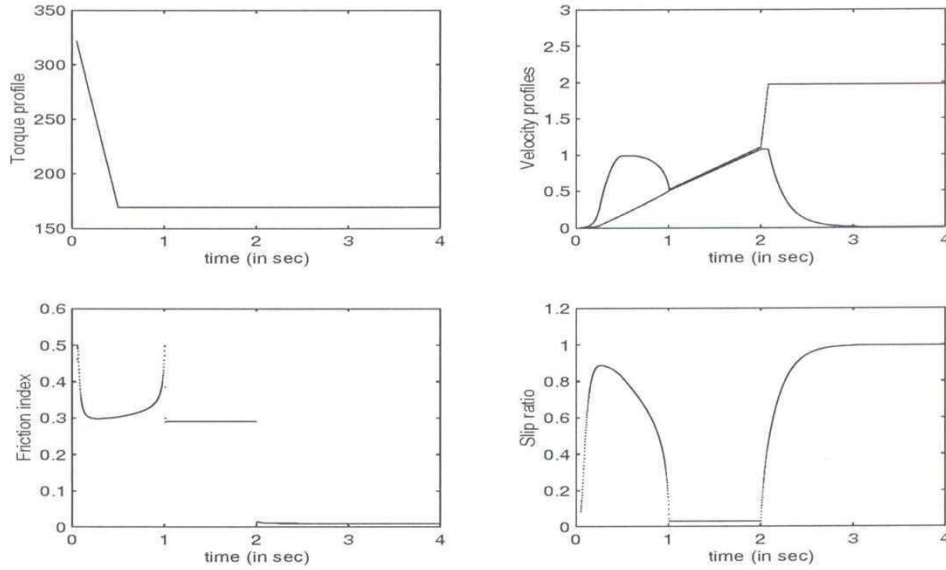 Torque profile
350
300
250
200
150
0 1 2 3 4
time (in sec)
Velocity profiles
3
2.5
2
1.5
1
0.5
0
0 1 2 3 4
time (in sec)
Friction index
0.6
0.5
0.4
0.3
0.2
0.1
0
0 1 2 3 4
time (in sec)
Slip ratio
1.2
1
0.8
0.6
0.4
0.2
0
0 1 2 3 4
time (in sec)